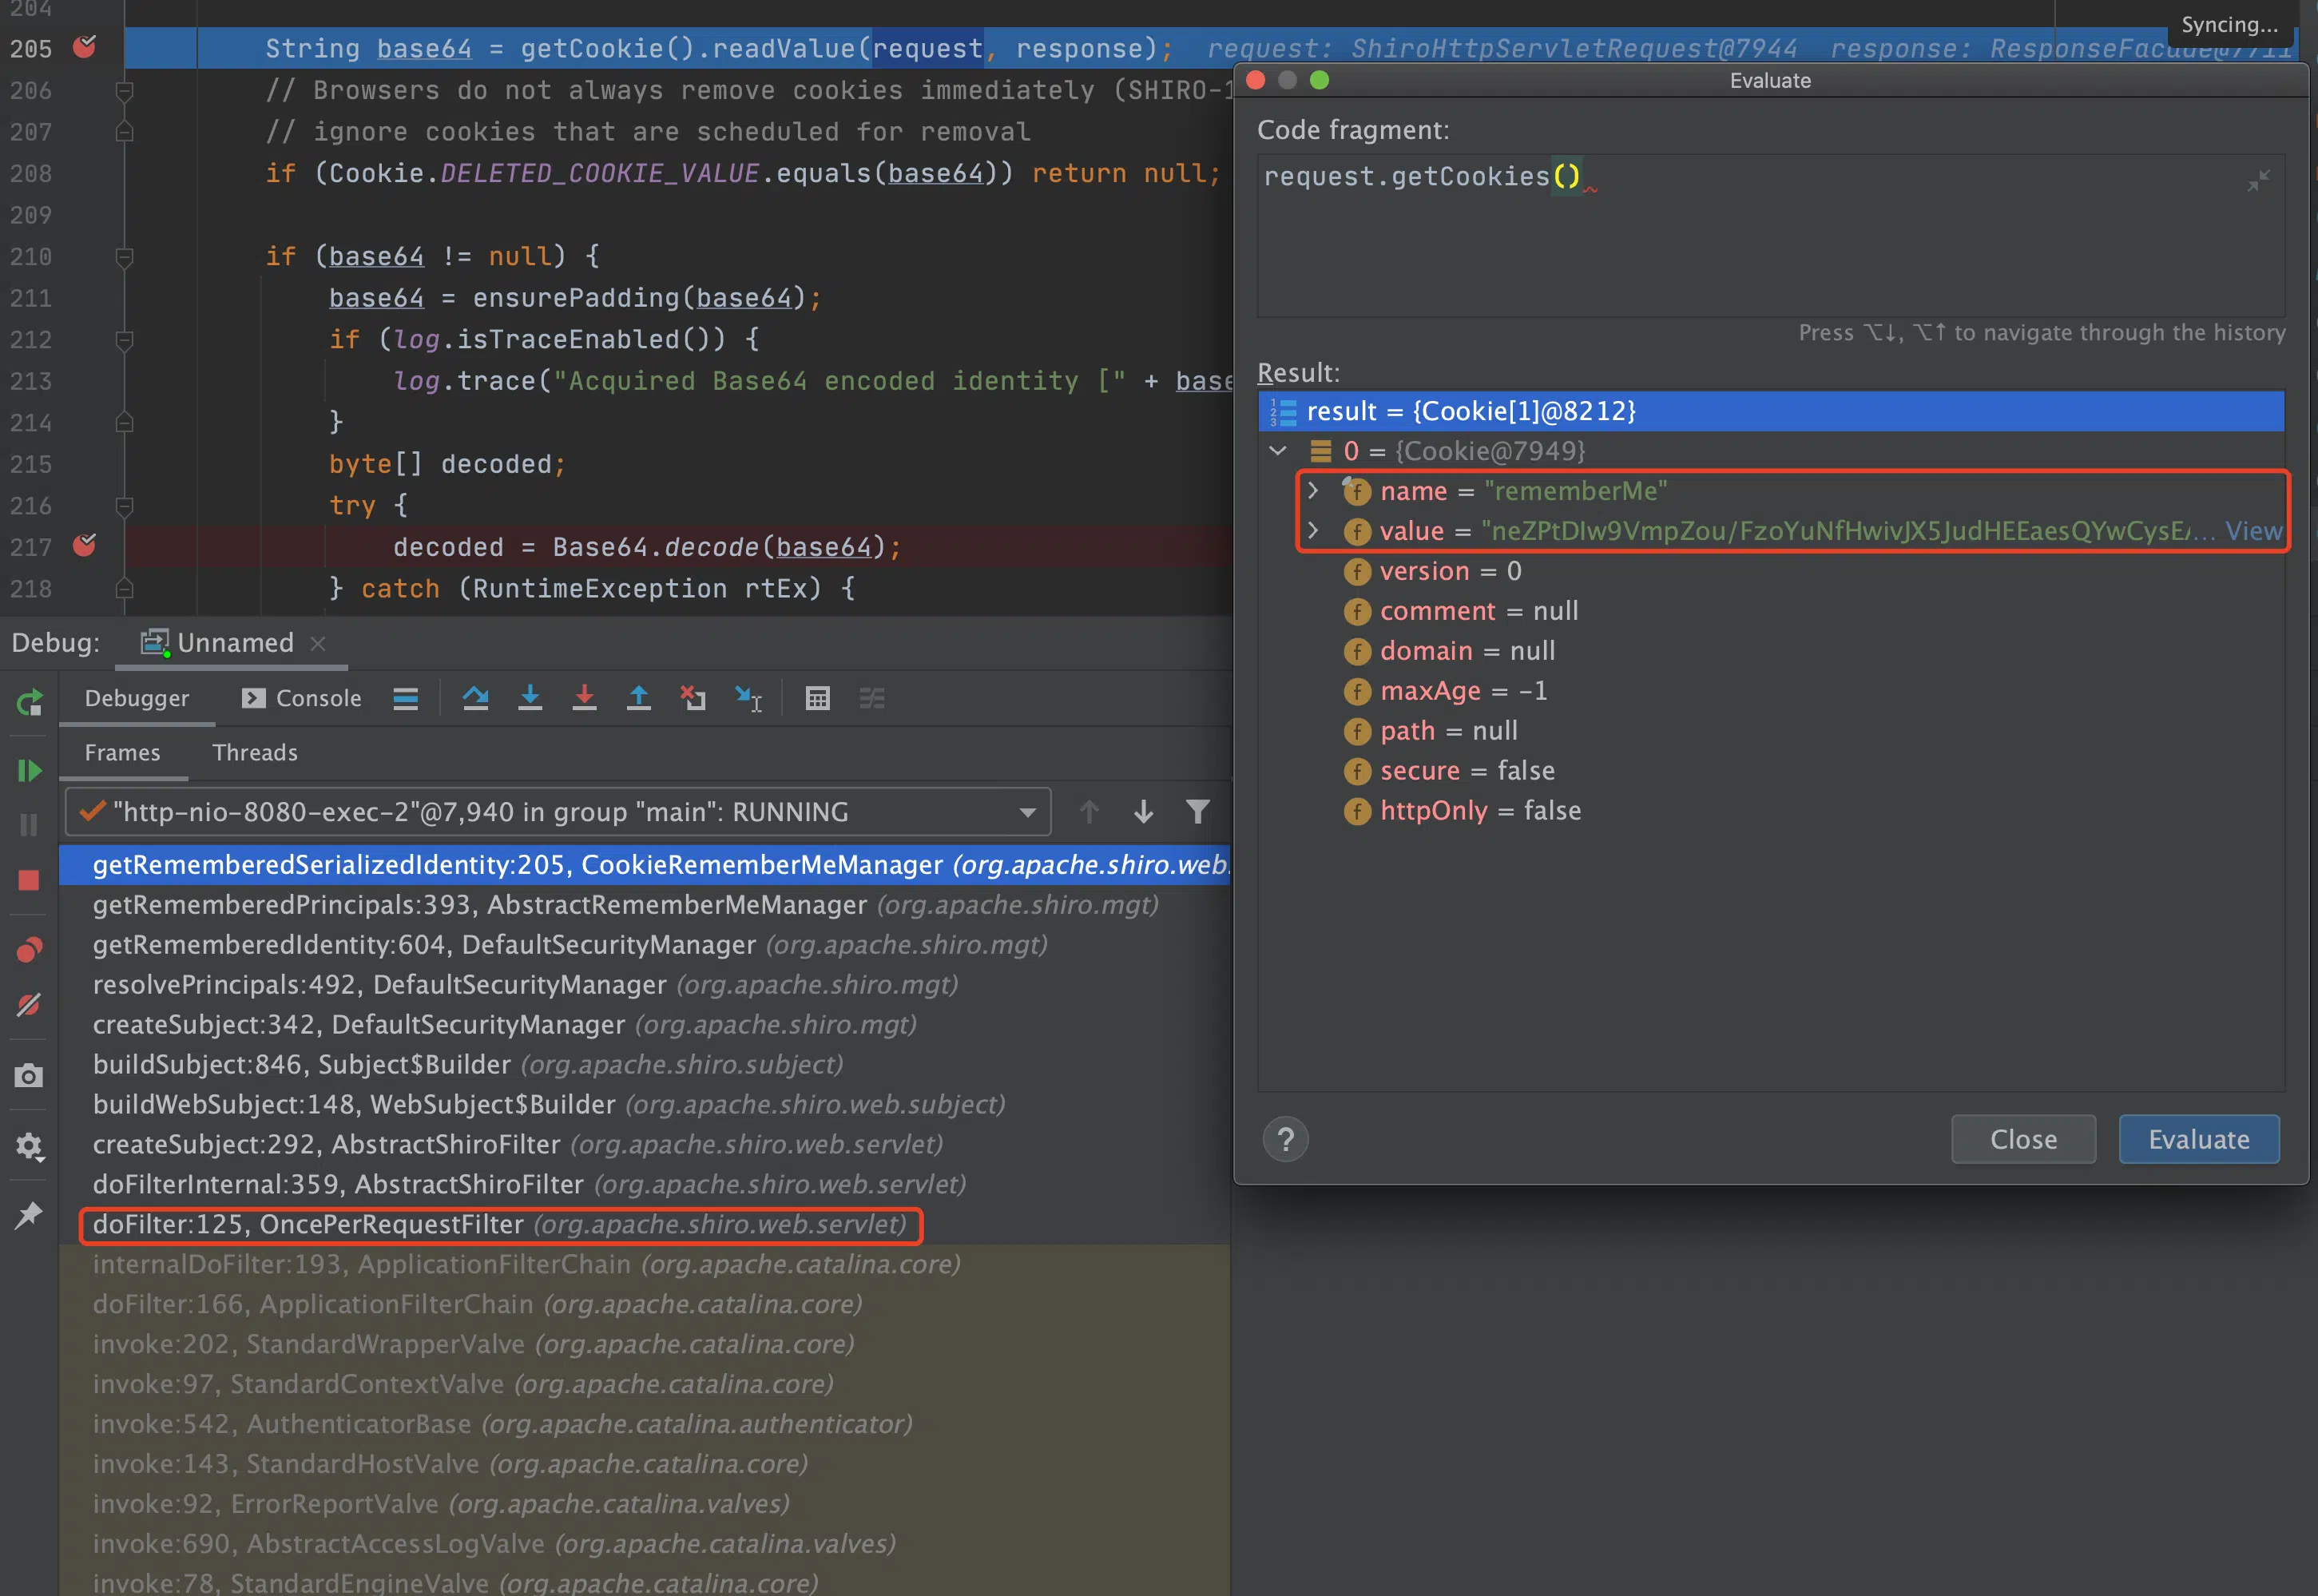 204
Syncing...
205 String base64 = getCookie().readValue(request, response); request: ShiroHttpServletRequest@7944 response: ResponseFacade@7711
206 // Browsers do not always remove cookies immediately (SHIRO-1
207 // ignore cookies that are scheduled for removal
208 if (Cookie.DELETED_COOKIE_VALUE.equals(base64)) return null;
209
210 if (base64 != null) {
211 base64 = ensurePadding(base64);
212 if (log.isTraceEnabled()) {
213 log.trace("Acquired Base64 encoded identity [" + base
214 }
215 byte[] decoded;
216 try {
217 decoded = Base64.decode(base64);
218 } catch (RuntimeException rtEx) {
Debug: Unnamed
Debugger Console
Frames Threads
"http-nio-8080-exec-2"@7,940 in group "main": RUNNING
getRememberedSerializedIdentity:205, CookieRememberMeManager (org.apache.shiro.web.
getRememberedPrincipals:393, AbstractRememberMeManager (org.apache.shiro.mgt)
getRememberedIdentity:604, DefaultSecurityManager (org.apache.shiro.mgt)
resolvePrincipals:492, DefaultSecurityManager (org.apache.shiro.mgt)
createSubject:342, DefaultSecurityManager (org.apache.shiro.mgt)
buildSubject:846, Subject$Builder (org.apache.shiro.subject)
buildWebSubject:148, WebSubject$Builder (org.apache.shiro.web.subject)
createSubject:292, AbstractShiroFilter (org.apache.shiro.web.servlet)
doFilterInternal:359, AbstractShiroFilter (org.apache.shiro.web.servlet)
doFilter:125, OncePerRequestFilter (org.apache.shiro.web.servlet)
internalDoFilter:193, ApplicationFilterChain (org.apache.catalina.core)
doFilter:166, ApplicationFilterChain (org.apache.catalina.core)
invoke:202, StandardWrapperValve (org.apache.catalina.core)
invoke:97, StandardContextValve (org.apache.catalina.core)
invoke:542, AuthenticatorBase (org.apache.catalina.authenticator)
invoke:143, StandardHostValve (org.apache.catalina.core)
invoke:92, ErrorReportValve (org.apache.catalina.valves)
invoke:690, AbstractAccessLogValve (org.apache.catalina.valves)
invoke:78, StandardEngineValve (org.apache.catalina.core)
Evaluate
Code fragment:
request.getCookies()
Press ⌥↓, ⌥↑ to navigate through the history
Result:
result = {Cookie[1]@8212}
0 = {Cookie@7949}
name = "rememberMe"
value = "neZPtDIw9VmpZou/FzoYuNfHwivJX5JudHEEaesQYwCysEA... View
version = 0
comment = null
domain = null
maxAge = -1
path = null
secure = false
httpOnly = false
? Close Evaluate